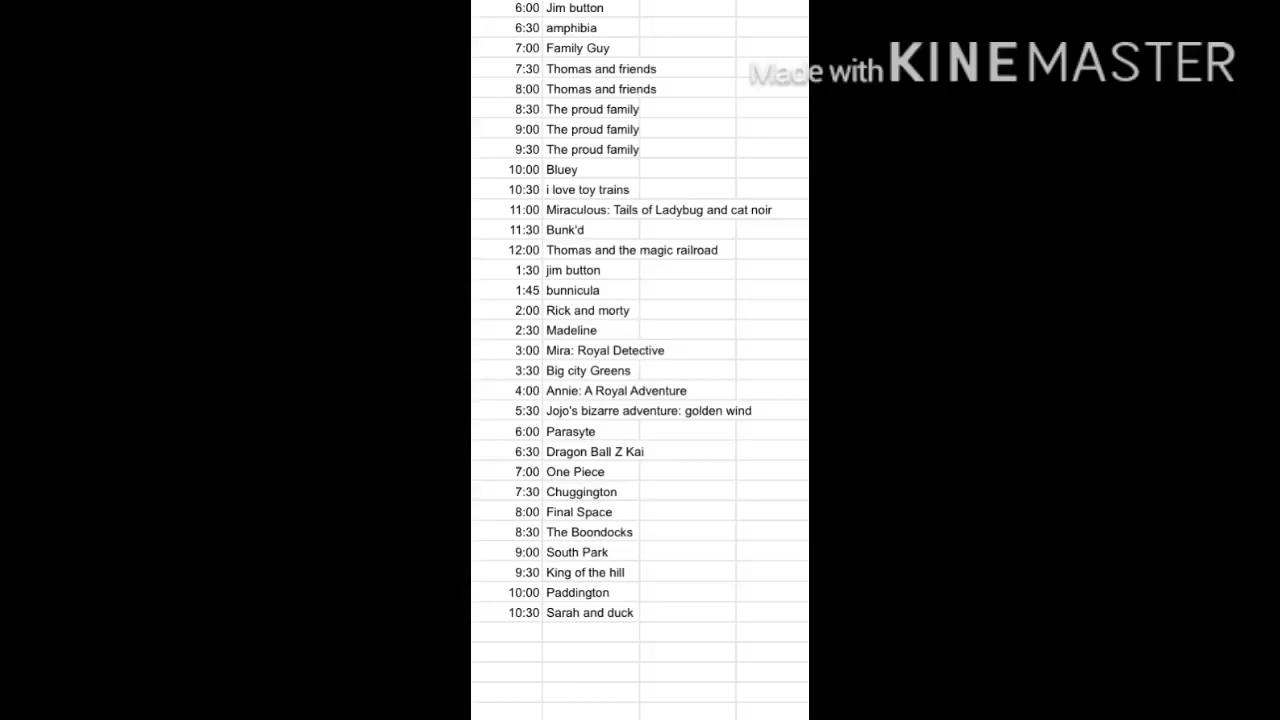 6:00 Jim button
6:30 amphibia
7:00 Family Guy
7:30 Thomas and friends
8:00 Thomas and friends
8:30 The proud family
9:00 The proud family
9:30 The proud family
10:00 Bluey
10:30 i love toy trains
11:00 Miraculous: Tails of Ladybug and cat noir
11:30 Bunk'd
12:00 Thomas and the magic railroad
1:30 jim button
1:45 bunnicula
2:00 Rick and morty
2:30 Madeline
3:00 Mira: Royal Detective
3:30 Big city Greens
4:00 Annie: A Royal Adventure
5:30 Jojo's bizarre adventure: golden wind
6:00 Parasyte
6:30 Dragon Ball Z Kai
7:00 One Piece
7:30 Chuggington
8:00 Final Space
8:30 The Boondocks
9:00 South Park
9:30 King of the hill
10:00 Paddington
10:30 Sarah and duck
Made with KINEMASTER